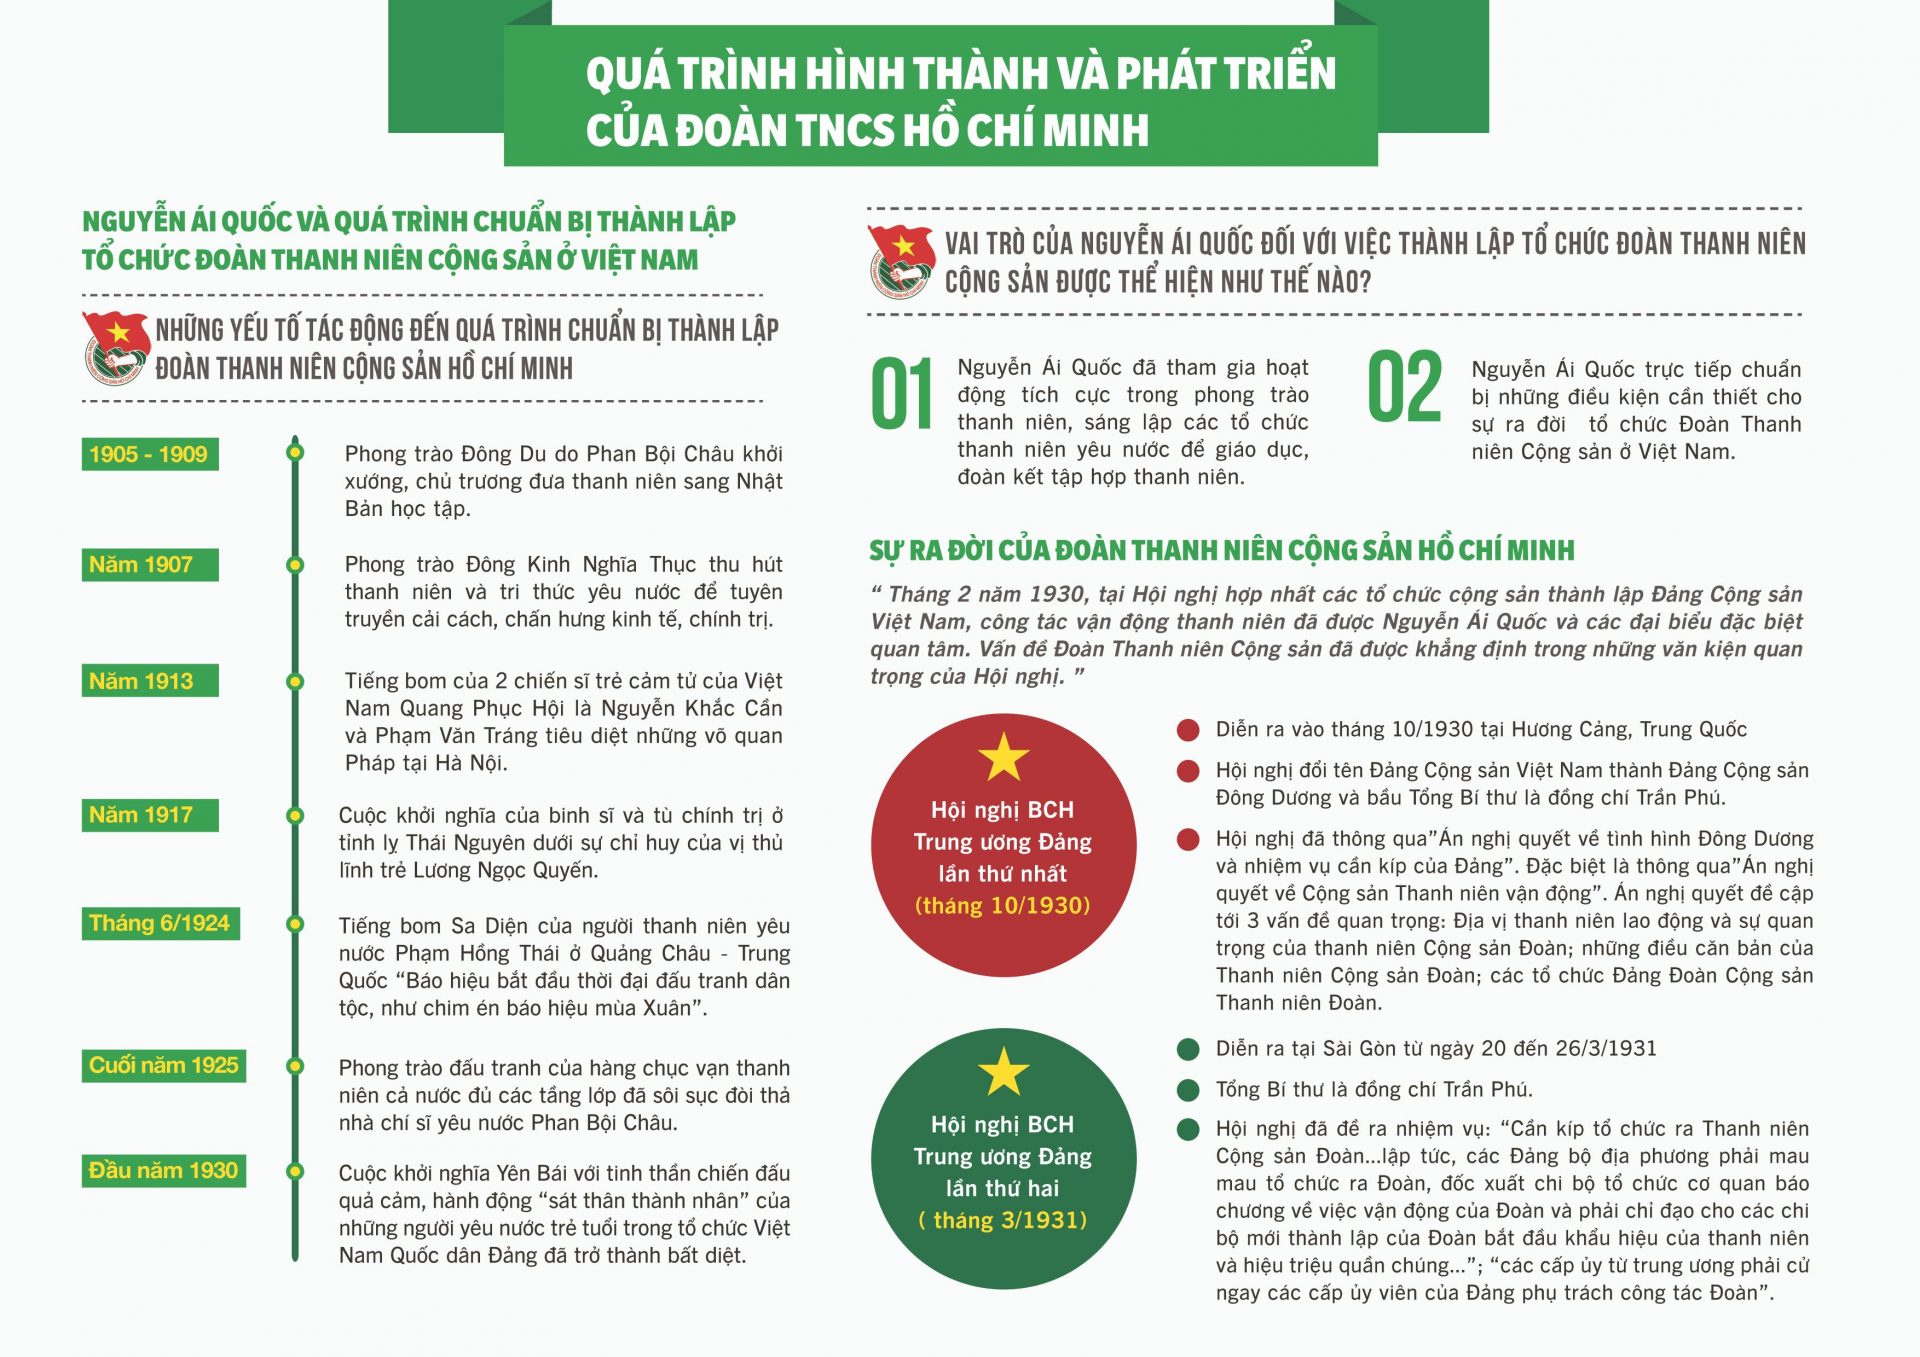 QUÁ TRÌNH HÌNH THÀNH VÀ PHÁT TRIỂN
CỦA ĐOÀN TNCS HỒ CHÍ MINH
NGUYỄN ÁI QUỐC VÀ QUÁ TRÌNH CHUẨN BỊ THÀNH LẬP
TỔ CHỨC ĐOÀN THANH NIÊN CỘNG SẢN Ở VIỆT NAM
NHỮNG YẾU TỐ TÁC ĐỘNG ĐẾN QUÁ TRÌNH CHUẨN BỊ THÀNH LẬP
ĐOÀN THANH NIÊN CỘNG SẢN HỒ CHÍ MINH
1905 - 1909
Phong trào Đông Du do Phan Bội Châu khởi
xướng, chủ trương đưa thanh niên sang Nhật
Bản học tập.
Năm 1907
Phong trào Đông Kinh Nghĩa Thục thu hút
thanh niên và tri thức yêu nước để tuyên
truyền cải cách, chấn hưng kinh tế, chính trị.
Năm 1913
Tiếng bom của 2 chiến sĩ trẻ cảm tử của Việt
Nam Quang Phục Hội là Nguyễn Khắc Cần
và Phạm Văn Tráng tiêu diệt những võ quan
Pháp tại Hà Nội.
Năm 1917
Cuộc khởi nghĩa của binh sĩ và tù chính trị ở
tỉnh lỵ Thái Nguyên dưới sự chỉ huy của vị thủ
lĩnh trẻ Lương Ngọc Quyến.
Tháng 6/1924
Tiếng bom Sa Diện của người thanh niên yêu
nước Phạm Hồng Thái ở Quảng Châu - Trung
Quốc “Báo hiệu bắt đầu thời đại đấu tranh dân
tộc, như chim én báo hiệu mùa Xuân”.
Cuối năm 1925
Phong trào đấu tranh của hàng chục vạn thanh
niên cả nước đủ các tầng lớp đã sôi sục đòi thả
nhà chí sĩ yêu nước Phan Bội Châu.
Đầu năm 1930
Cuộc khởi nghĩa Yên Bái với tinh thần chiến đấu
quả cảm, hành động “sát thân thành nhân” của
những người yêu nước trẻ tuổi trong tổ chức Việt
Nam Quốc dân Đảng đã trở thành bất diệt.
VAI TRÒ CỦA NGUYỄN ÁI QUỐC ĐỐI VỚI VIỆC THÀNH LẬP TỔ CHỨC ĐOÀN THANH NIÊN
CỘNG SẢN ĐƯỢC THỂ HIỆN NHƯ THẾ NÀO?
01
Nguyễn Ái Quốc đã tham gia hoạt
động tích cực trong phong trào
thanh niên, sáng lập các tổ chức
thanh niên yêu nước để giáo dục,
đoàn kết tập hợp thanh niên.
02
Nguyễn Ái Quốc trực tiếp chuẩn
bị những điều kiện cần thiết cho
sự ra đời tổ chức Đoàn Thanh
niên Cộng sản ở Việt Nam.
SỰ RA ĐỜI CỦA ĐOÀN THANH NIÊN CỘNG SẢN HỒ CHÍ MINH
“ Tháng 2 năm 1930, tại Hội nghị hợp nhất các tổ chức cộng sản thành lập Đảng Cộng sản
Việt Nam, công tác vận động thanh niên đã được Nguyễn Ái Quốc và các đại biểu đặc biệt
quan tâm. Vấn đề Đoàn Thanh niên Cộng sản đã được khẳng định trong những văn kiện quan
trọng của Hội nghị. ”
Hội nghị BCH
Trung ương Đảng
lần thứ nhất
(tháng 10/1930)
Diễn ra vào tháng 10/1930 tại Hương Cảng, Trung Quốc
Hội nghị đổi tên Đảng Cộng sản Việt Nam thành Đảng Cộng sản
Đông Dương và bầu Tổng Bí thư là đồng chí Trần Phú.
Hội nghị đã thông qua”Án nghị quyết về tình hình Đông Dương
và nhiệm vụ cần kíp của Đảng”. Đặc biệt là thông qua”Án nghị
quyết về Cộng sản Thanh niên vận động”. Án nghị quyết đề cập
tới 3 vấn đề quan trọng: Địa vị thanh niên lao động và sự quan
trọng của thanh niên Cộng sản Đoàn; những điều căn bản của
Thanh niên Cộng sản Đoàn; các tổ chức Đảng Đoàn Cộng sản
Thanh niên Đoàn.
Hội nghị BCH
Trung ương Đảng
lần thứ hai
( tháng 3/1931)
Diễn ra tại Sài Gòn từ ngày 20 đến 26/3/1931
Tổng Bí thư là đồng chí Trần Phú.
Hội nghị đã đề ra nhiệm vụ: “Cần kíp tổ chức ra Thanh niên
Cộng sản Đoàn...lập tức, các Đảng bộ địa phương phải mau
mau tổ chức ra Đoàn, đốc xuất chi bộ tổ chức cơ quan báo
chương về việc vận động của Đoàn và phải chỉ đạo cho các chi
bộ mới thành lập của Đoàn bắt đầu khẩu hiệu của thanh niên
và hiệu triệu quần chúng...”; “các cấp ủy từ trung ương phải cử
ngay các cấp ủy viên của Đảng phụ trách công tác Đoàn”.